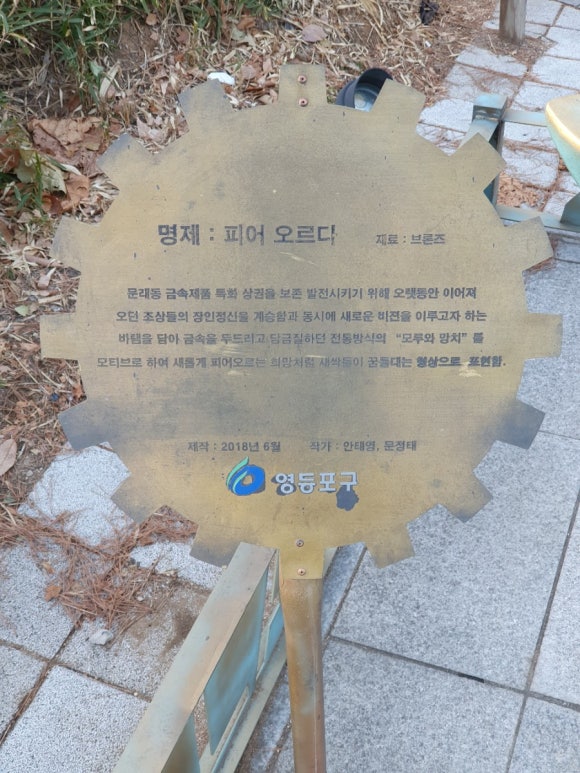 명제 : 피어 오르다 재료 : 브론즈
문래동 금속제품 특화 상권을 보존 발전시키기 위해 오랫동안 이어져
오던 조상들의 장인정신을 계승함과 동시에 새로운 비젼을 이루고자 하는
바램을 담아 금속을 두드리고 담금질하던 전통방식의 “모루와 망치”를
모티브로 하여 새롭게 피어오르는 희망처럼 새싹들이 꿈틀대는 형상으로 표현함.
제작 : 2018년 6월 작가 : 안태영, 문정태
영등포구